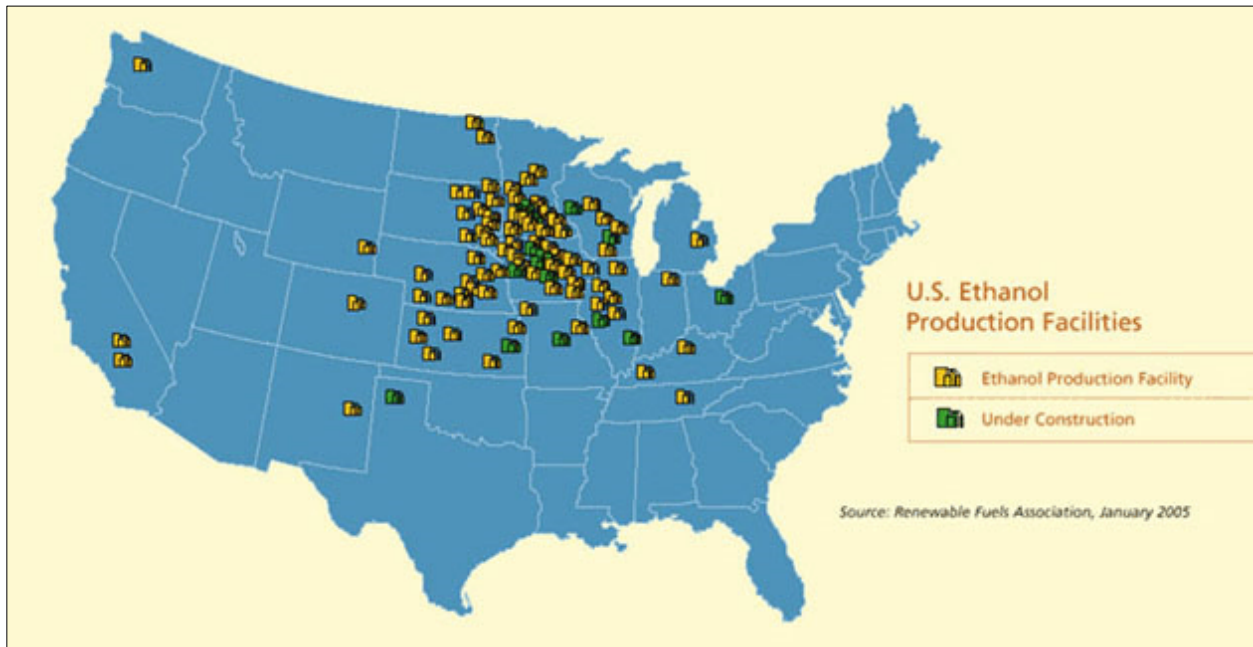 U.S. Ethanol
Production Facilities
Ethanol Production Facility
Under Construction
Source: Renewable Fuels Association, January 2005